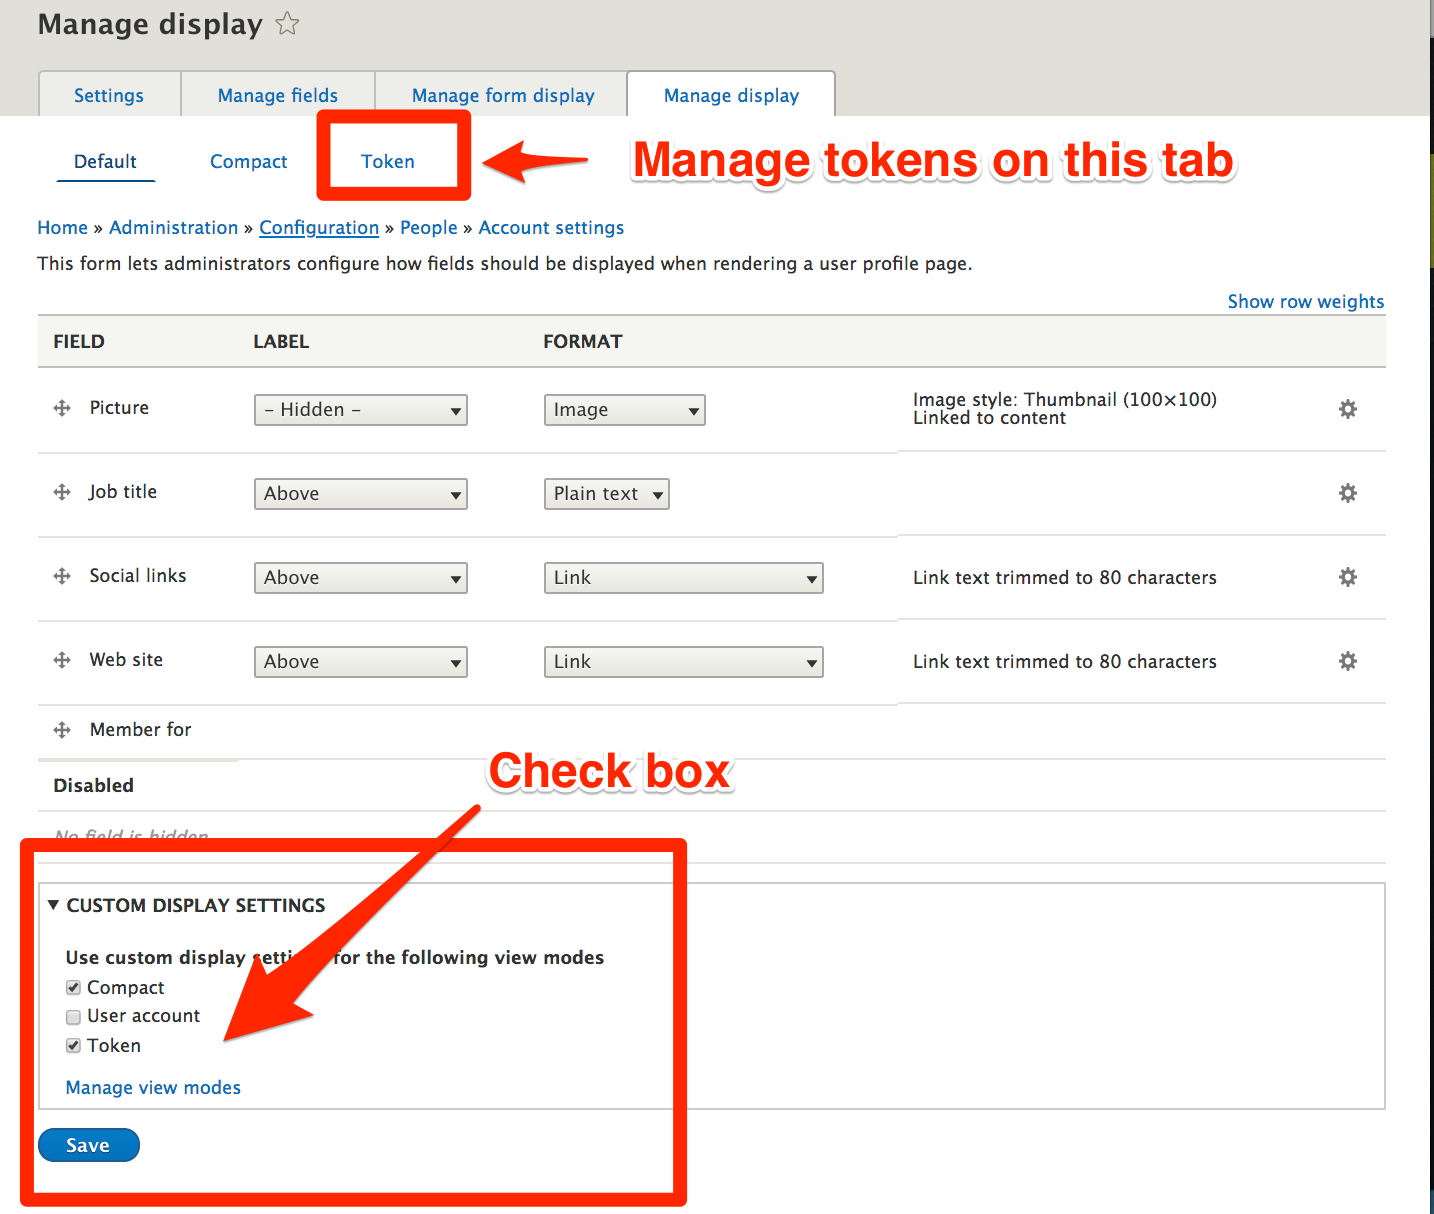 Manage display
Settings Manage fields Manage form display Manage display
Default Compact Token Manage tokens on this tab
Home » Administration » Configuration » People » Account settings
This form lets administrators configure how fields should be displayed when rendering a user profile page.
Show row weights
FIELD LABEL FORMAT
Picture - Hidden - Image Image style: Thumbnail (100×100)
Linked to content
Job title Above Plain text
Social links Above Link Link text trimmed to 80 characters
Web site Above Link Link text trimmed to 80 characters
Member for
Check box
Disabled
No field is hidden
CUSTOM DISPLAY SETTINGS
Use custom display settings for the following view modes
Compact
User account
Token
Manage view modes
Save